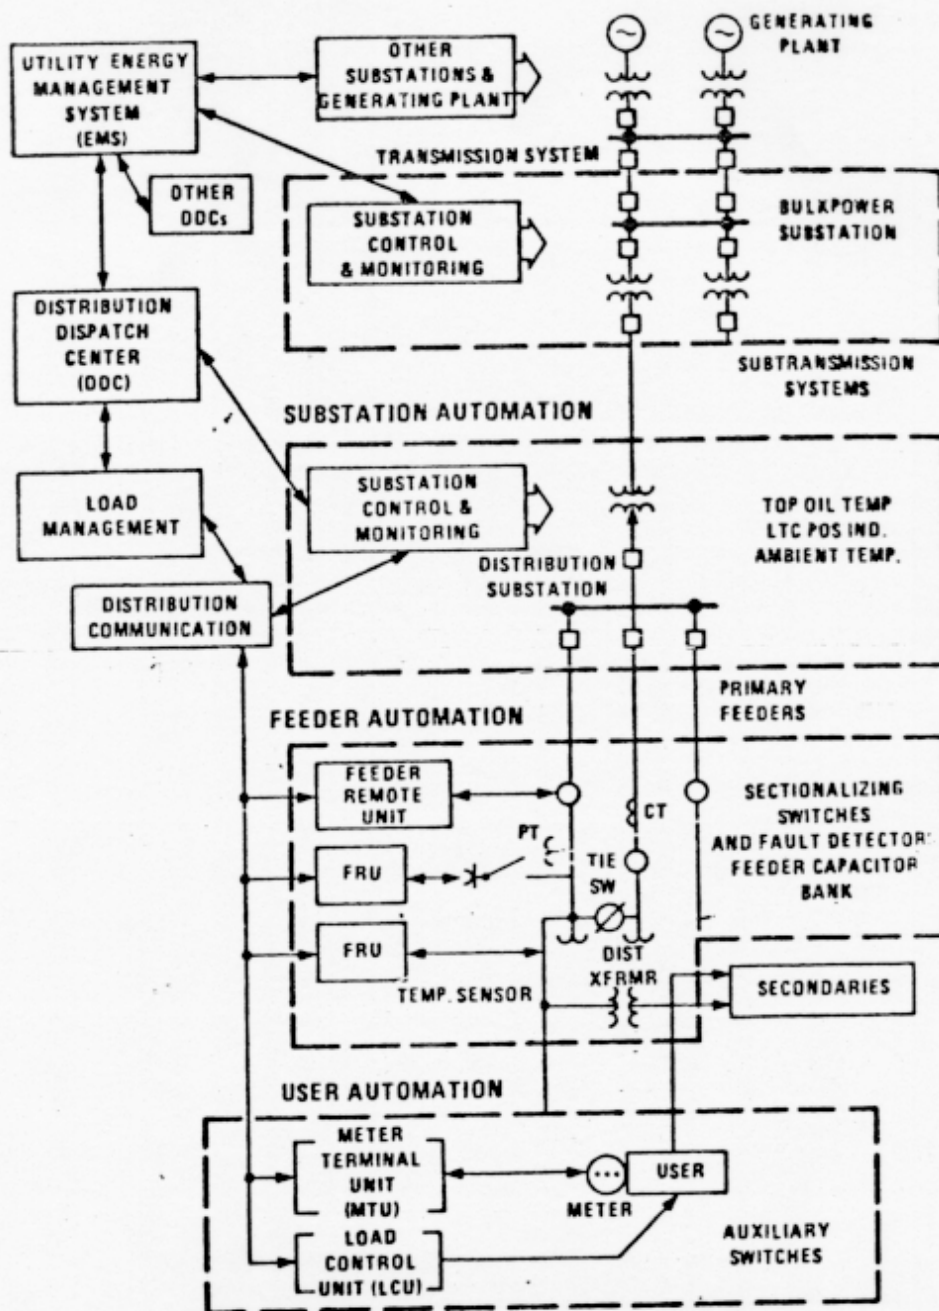 GENERATING
PLANT
UTILITY ENERGY
MANAGEMENT
SYSTEM
(EMS)
OTHER
SUBSTATIONS &
GENERATING PLANT
TRANSMISSION SYSTEM
OTHER
DDCs
SUBSTATION
CONTROL
& MONITORING
BULKPOWER
SUBSTATION
DISTRIBUTION
DISPATCH
CENTER
(DDC)
SUBTRANSMISSION
SYSTEMS
SUBSTATION AUTOMATION
LOAD
MANAGEMENT
SUBSTATION
CONTROL &
MONITORING
TOP OIL TEMP
LTC POS IND.
AMBIENT TEMP.
DISTRIBUTION
SUBSTATION
DISTRIBUTION
COMMUNICATION
PRIMARY
FEEDERS
FEEDER AUTOMATION
FEEDER
REMOTE
UNIT
CT
SECTIONALIZING
SWITCHES
AND FAULT DETECTOR
FEEDER CAPACITOR
BANK
PT
TIE
SW
FRU
FRU
DIST
XFRMR
TEMP. SENSOR
SECONDARIES
USER AUTOMATION
METER
TERMINAL
UNIT
(MTU)
METER
USER
LOAD
CONTROL
UNIT (LCU)
AUXILIARY
SWITCHES